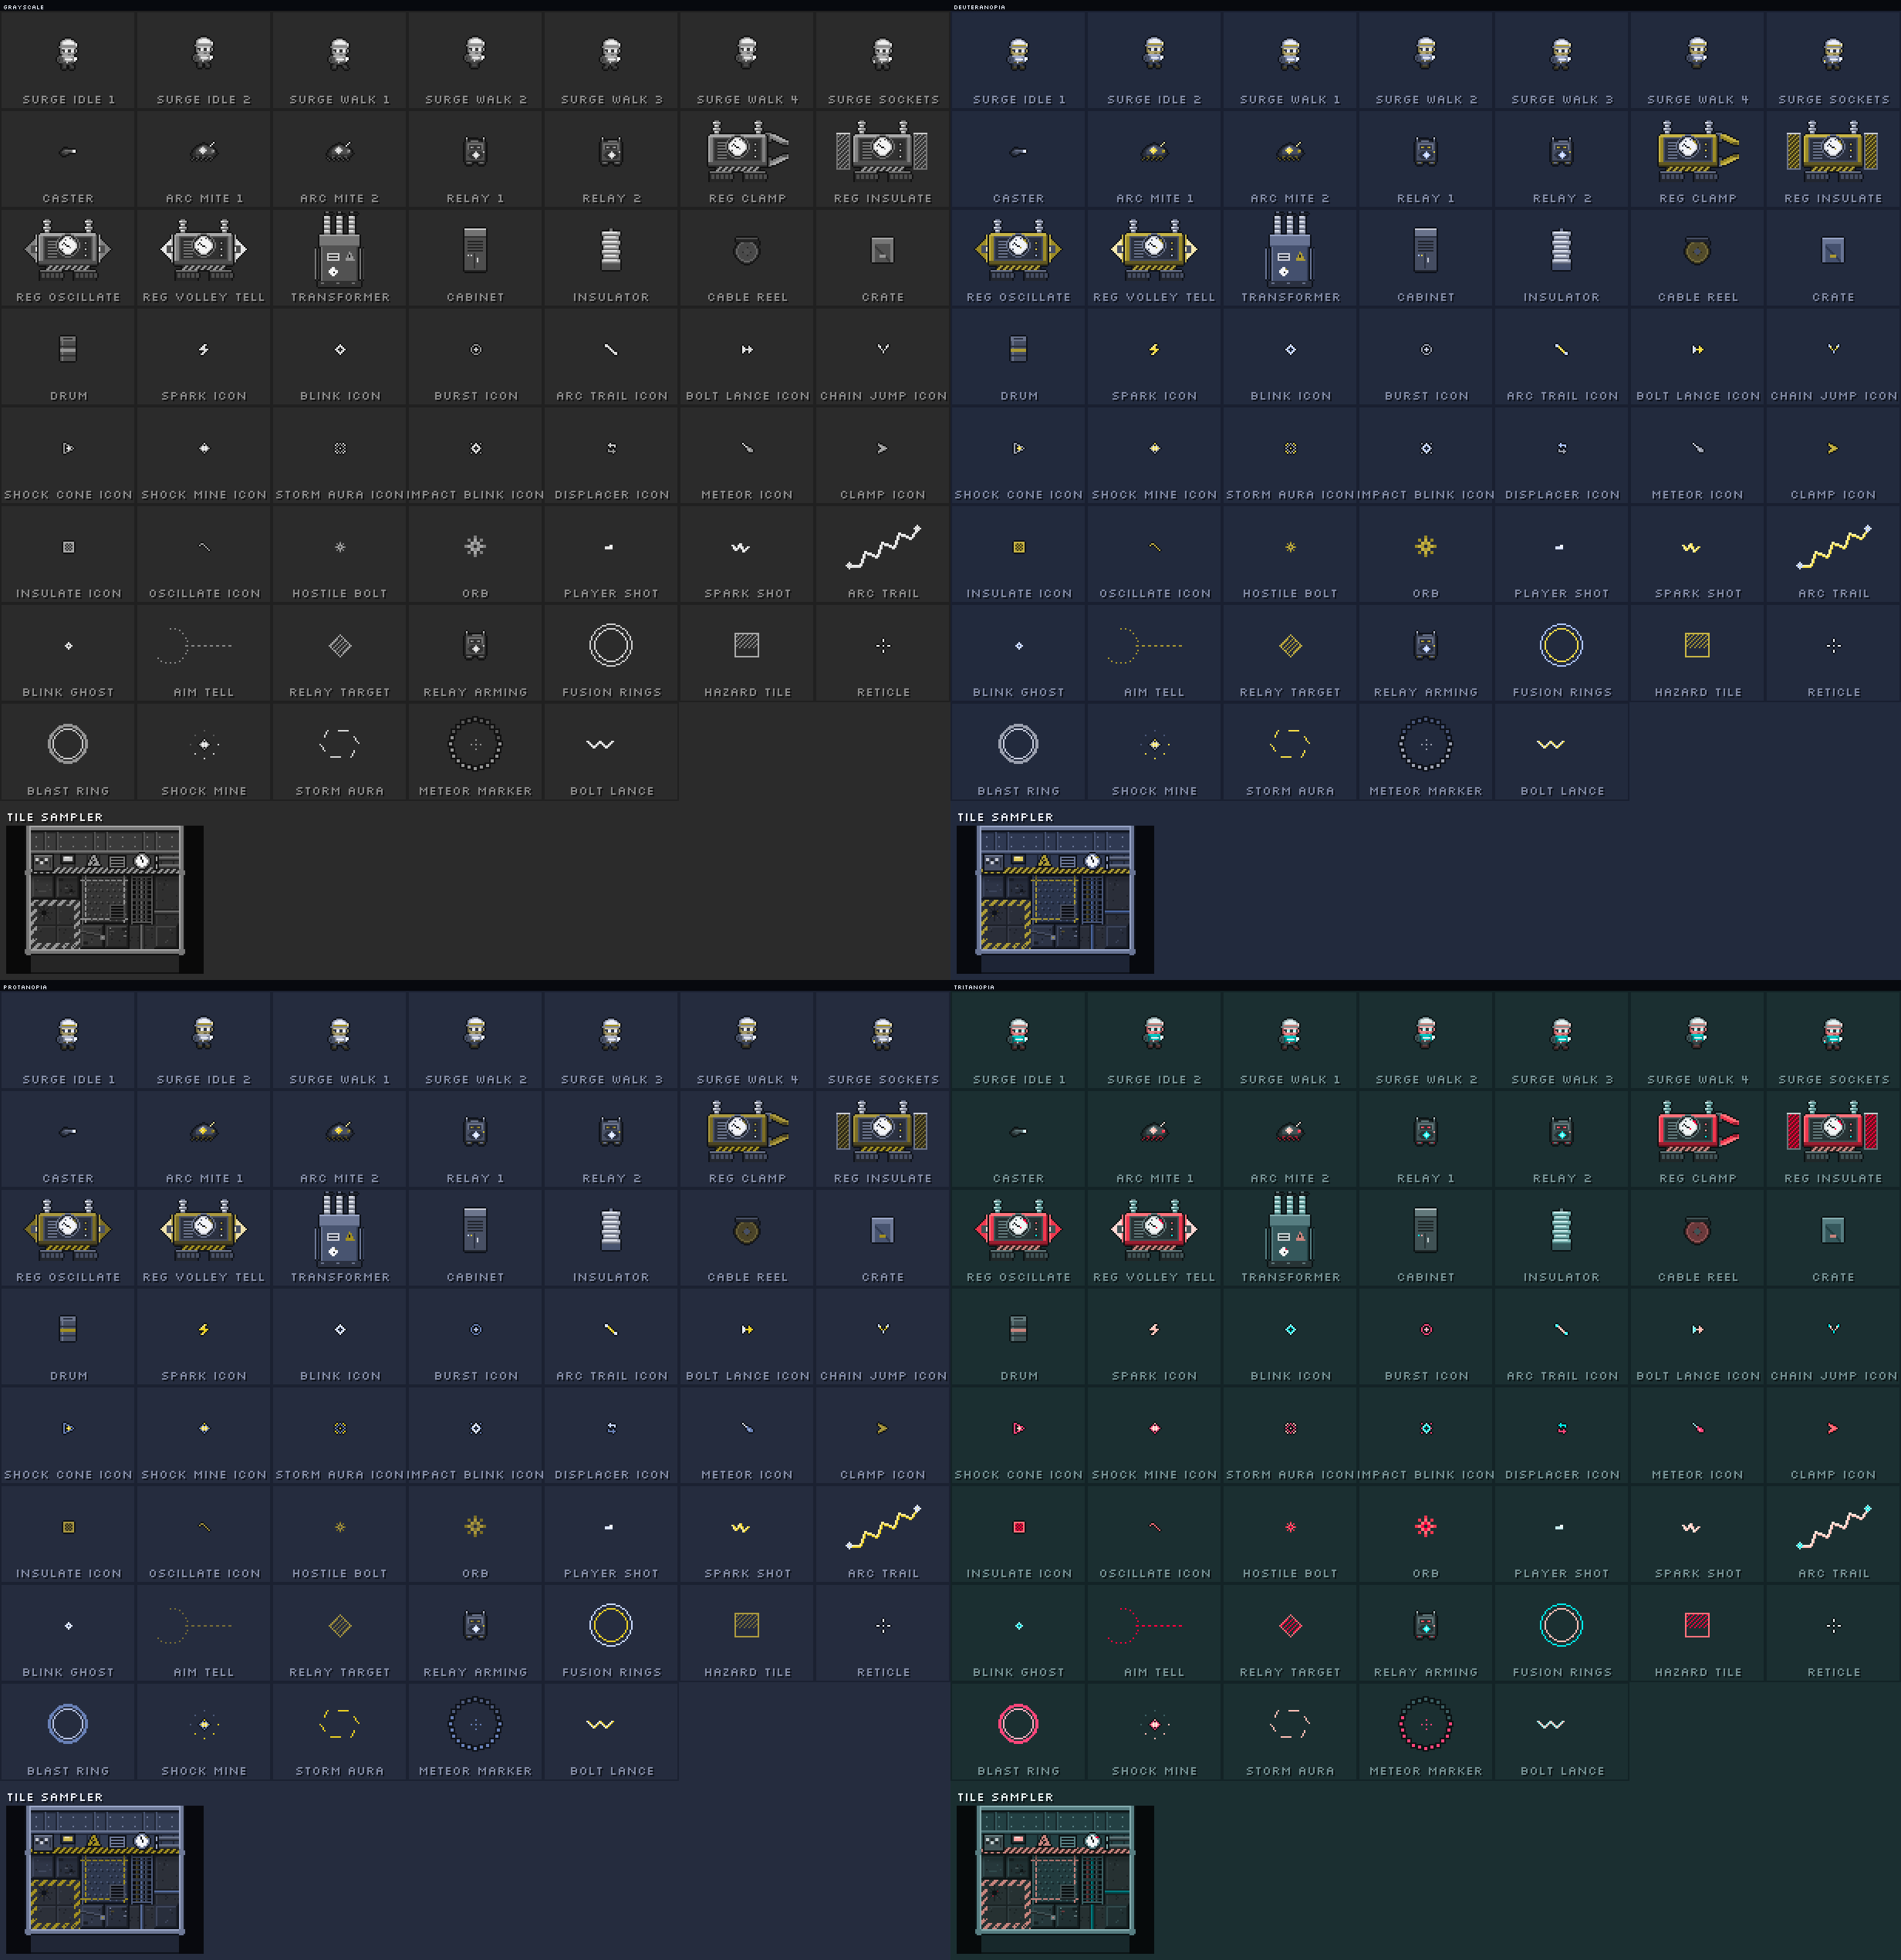 GRAYSCALE
SURGE IDLE 1 SURGE IDLE 2 SURGE WALK 1 SURGE WALK 2 SURGE WALK 3 SURGE WALK 4 SURGE SOCKETS
CASTER ARC MITE 1 ARC MITE 2 RELAY 1 RELAY 2 REG CLAMP REG INSULATE
REG OSCILLATE REG VOLLEY TELL TRANSFORMER CABINET INSULATOR CABLE REEL CRATE
DRUM SPARK ICON BLINK ICON BURST ICON ARC TRAIL ICON BOLT LANCE ICON CHAIN JUMP ICON
SHOCK CONE ICON SHOCK MINE ICON STORM AURA ICON IMPACT BLINK ICON DISPLACER ICON METEOR ICON CLAMP ICON
INSULATE ICON OSCILLATE ICON HOSTILE BOLT ORB PLAYER SHOT SPARK SHOT ARC TRAIL
BLINK GHOST AIM TELL RELAY TARGET RELAY ARMING FUSION RINGS HAZARD TILE RETICLE
BLAST RING SHOCK MINE STORM AURA METEOR MARKER BOLT LANCE
TILE SAMPLER
DEUTERANOPIA
SURGE IDLE 1 SURGE IDLE 2 SURGE WALK 1 SURGE WALK 2 SURGE WALK 3 SURGE WALK 4 SURGE SOCKETS
CASTER ARC MITE 1 ARC MITE 2 RELAY 1 RELAY 2 REG CLAMP REG INSULATE
REG OSCILLATE REG VOLLEY TELL TRANSFORMER CABINET INSULATOR CABLE REEL CRATE
DRUM SPARK ICON BLINK ICON BURST ICON ARC TRAIL ICON BOLT LANCE ICON CHAIN JUMP ICON
SHOCK CONE ICON SHOCK MINE ICON STORM AURA ICON IMPACT BLINK ICON DISPLACER ICON METEOR ICON CLAMP ICON
INSULATE ICON OSCILLATE ICON HOSTILE BOLT ORB PLAYER SHOT SPARK SHOT ARC TRAIL
BLINK GHOST AIM TELL RELAY TARGET RELAY ARMING FUSION RINGS HAZARD TILE RETICLE
BLAST RING SHOCK MINE STORM AURA METEOR MARKER BOLT LANCE
TILE SAMPLER
PROTANOPIA
SURGE IDLE 1 SURGE IDLE 2 SURGE WALK 1 SURGE WALK 2 SURGE WALK 3 SURGE WALK 4 SURGE SOCKETS
CASTER ARC MITE 1 ARC MITE 2 RELAY 1 RELAY 2 REG CLAMP REG INSULATE
REG OSCILLATE REG VOLLEY TELL TRANSFORMER CABINET INSULATOR CABLE REEL CRATE
DRUM SPARK ICON BLINK ICON BURST ICON ARC TRAIL ICON BOLT LANCE ICON CHAIN JUMP ICON
SHOCK CONE ICON SHOCK MINE ICON STORM AURA ICON IMPACT BLINK ICON DISPLACER ICON METEOR ICON CLAMP ICON
INSULATE ICON OSCILLATE ICON HOSTILE BOLT ORB PLAYER SHOT SPARK SHOT ARC TRAIL
BLINK GHOST AIM TELL RELAY TARGET RELAY ARMING FUSION RINGS HAZARD TILE RETICLE
BLAST RING SHOCK MINE STORM AURA METEOR MARKER BOLT LANCE
TILE SAMPLER
TRITANOPIA
SURGE IDLE 1 SURGE IDLE 2 SURGE WALK 1 SURGE WALK 2 SURGE WALK 3 SURGE WALK 4 SURGE SOCKETS
CASTER ARC MITE 1 ARC MITE 2 RELAY 1 RELAY 2 REG CLAMP REG INSULATE
REG OSCILLATE REG VOLLEY TELL TRANSFORMER CABINET INSULATOR CABLE REEL CRATE
DRUM SPARK ICON BLINK ICON BURST ICON ARC TRAIL ICON BOLT LANCE ICON CHAIN JUMP ICON
SHOCK CONE ICON SHOCK MINE ICON STORM AURA ICON IMPACT BLINK ICON DISPLACER ICON METEOR ICON CLAMP ICON
INSULATE ICON OSCILLATE ICON HOSTILE BOLT ORB PLAYER SHOT SPARK SHOT ARC TRAIL
BLINK GHOST AIM TELL RELAY TARGET RELAY ARMING FUSION RINGS HAZARD TILE RETICLE
BLAST RING SHOCK MINE STORM AURA METEOR MARKER BOLT LANCE
TILE SAMPLER